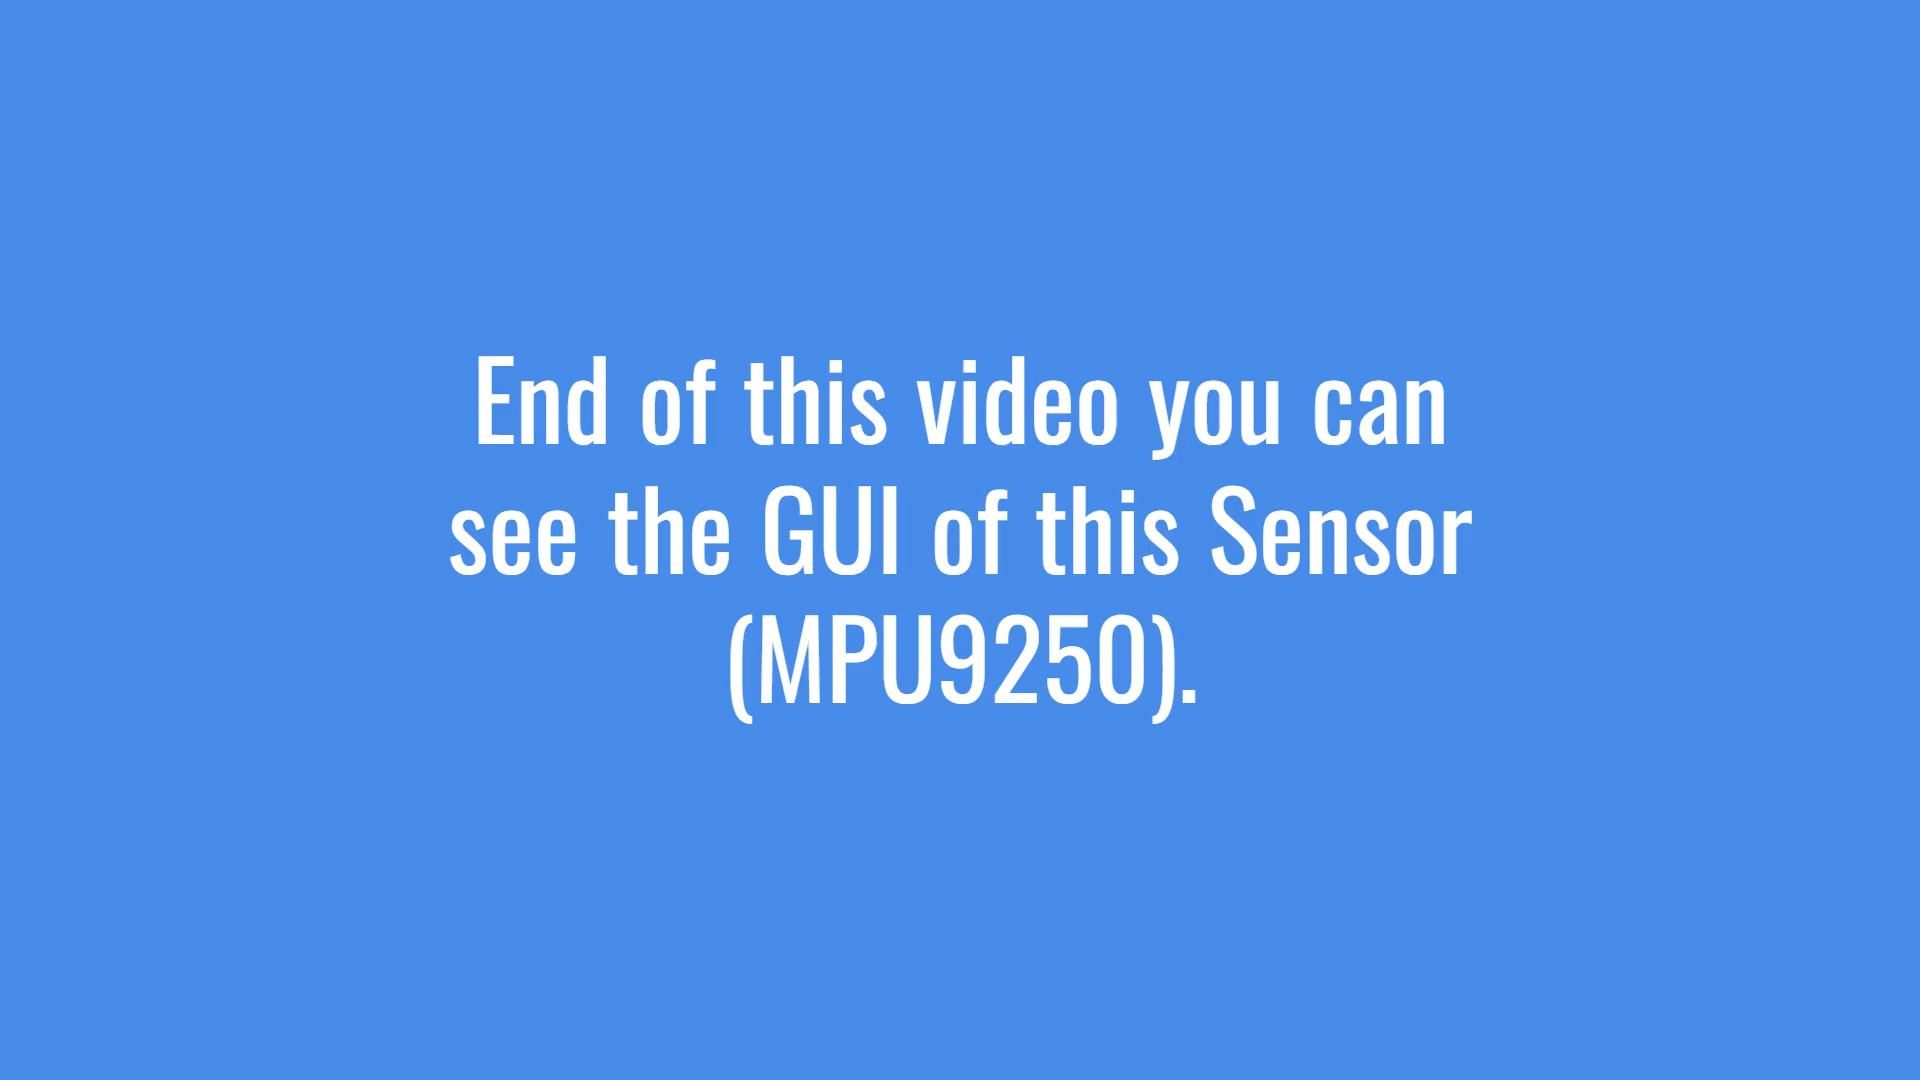 End of this video you can
see the GUI of this Sensor
(MPU9250).